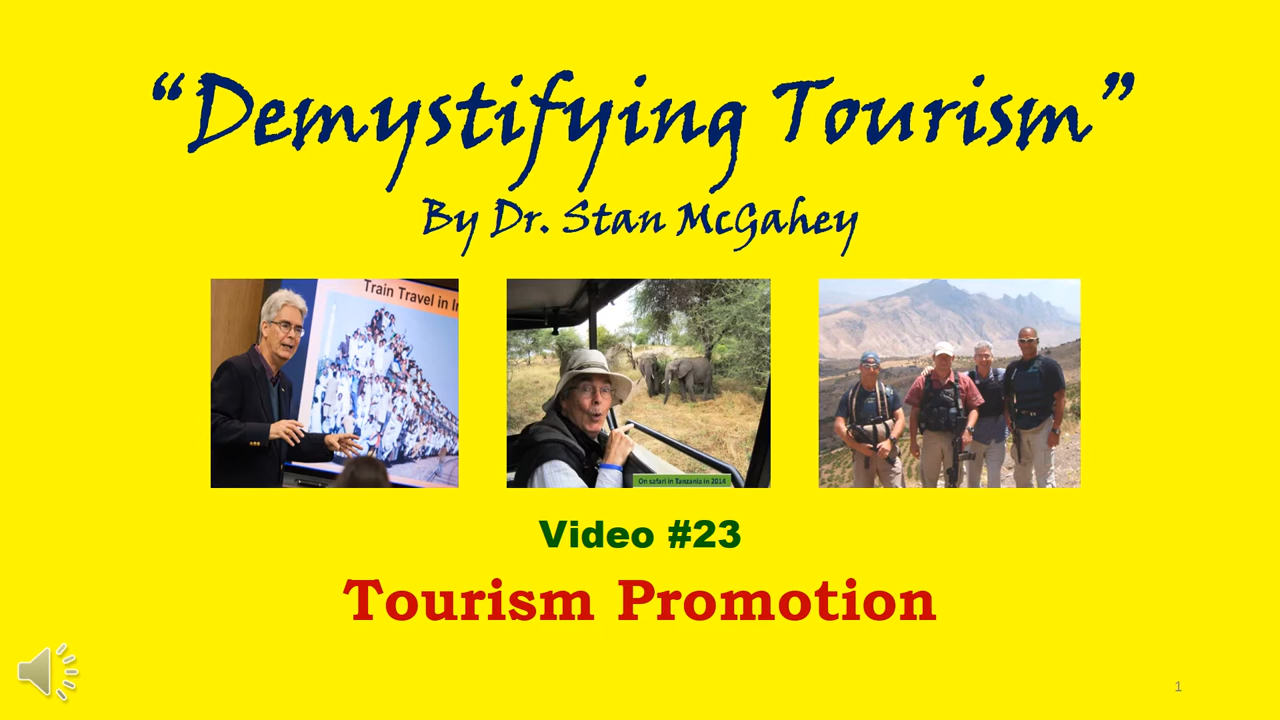 “Demystifying Tourism”
By Dr. Stan McGahey
Train Travel in
On safari in Tanzania in 2014
Video #23
Tourism Promotion
1